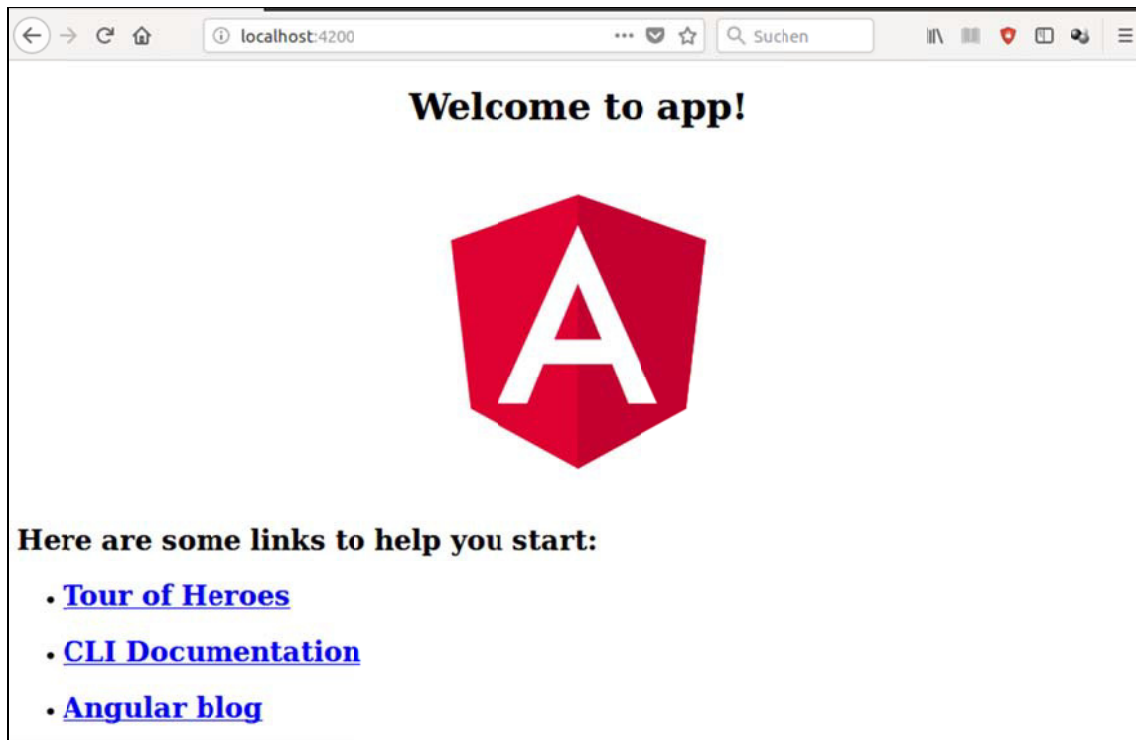 localhost:4200
Suchen
Welcome to app!
A
Here are some links to help you start:
Tour of Heroes
CLI Documentation
Angular blog